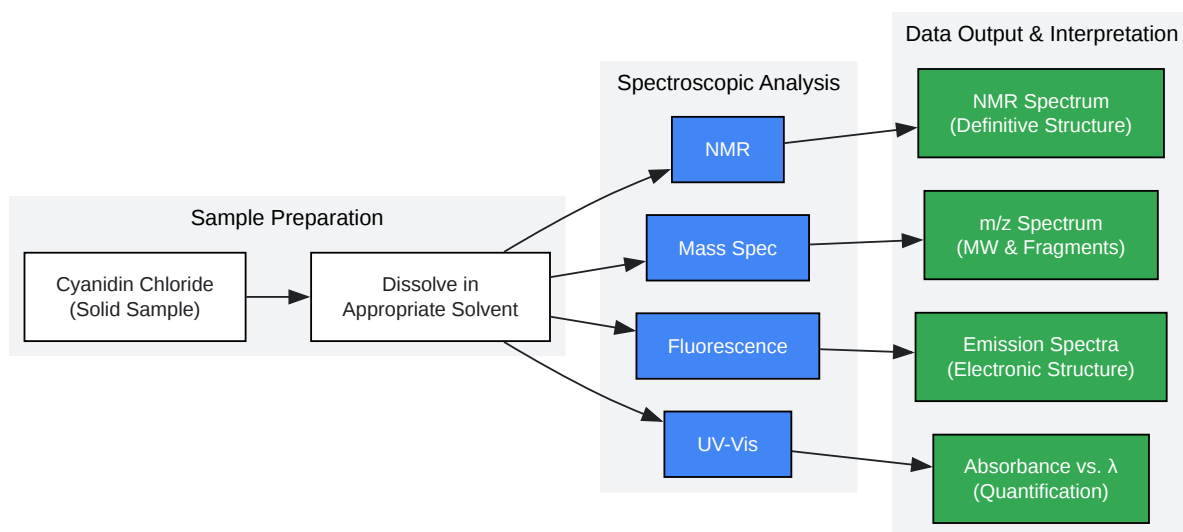 Sample Preparation
Cyanidin Chloride
(Solid Sample)
Dissolve in
Appropriate Solvent
Spectroscopic Analysis
NMR
Mass Spec
Fluorescence
UV-Vis
Data Output & Interpretation
NMR Spectrum
(Definitive Structure)
m/z Spectrum
(MW & Fragments)
Emission Spectra
(Electronic Structure)
Absorbance vs. λ
(Quantification)